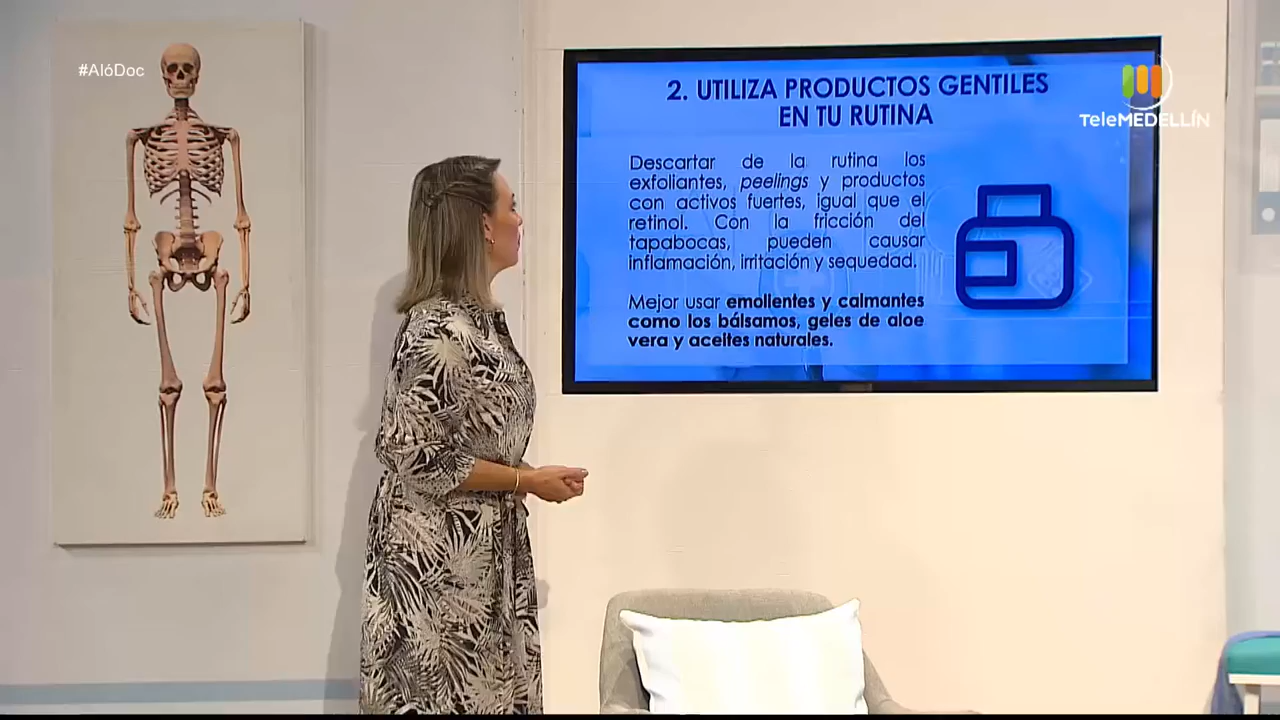 #AlóDoc
2. UTILIZA PRODUCTOS GENTILES
EN TU RUTINA
TeleMEDELLÍN
Descartar de la rutina los
exfoliantes, peelings y productos
con activos fuertes, igual que el
retinol. Con la fricción del
tapabocas, pueden causar
inflamación, irritación y sequedad.
Mejor usar emolientes y calmantes
como los bálsamos, geles de aloe
vera y aceites naturales.